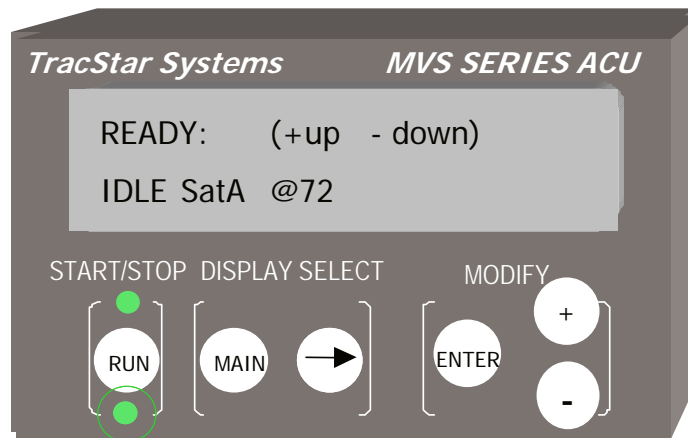 TracStar Systems MVS SERIES ACU
READY: (+up - down)
IDLE SatA @72
START/STOP DISPLAY SELECT MODIFY
RUN MAIN ENTER + -